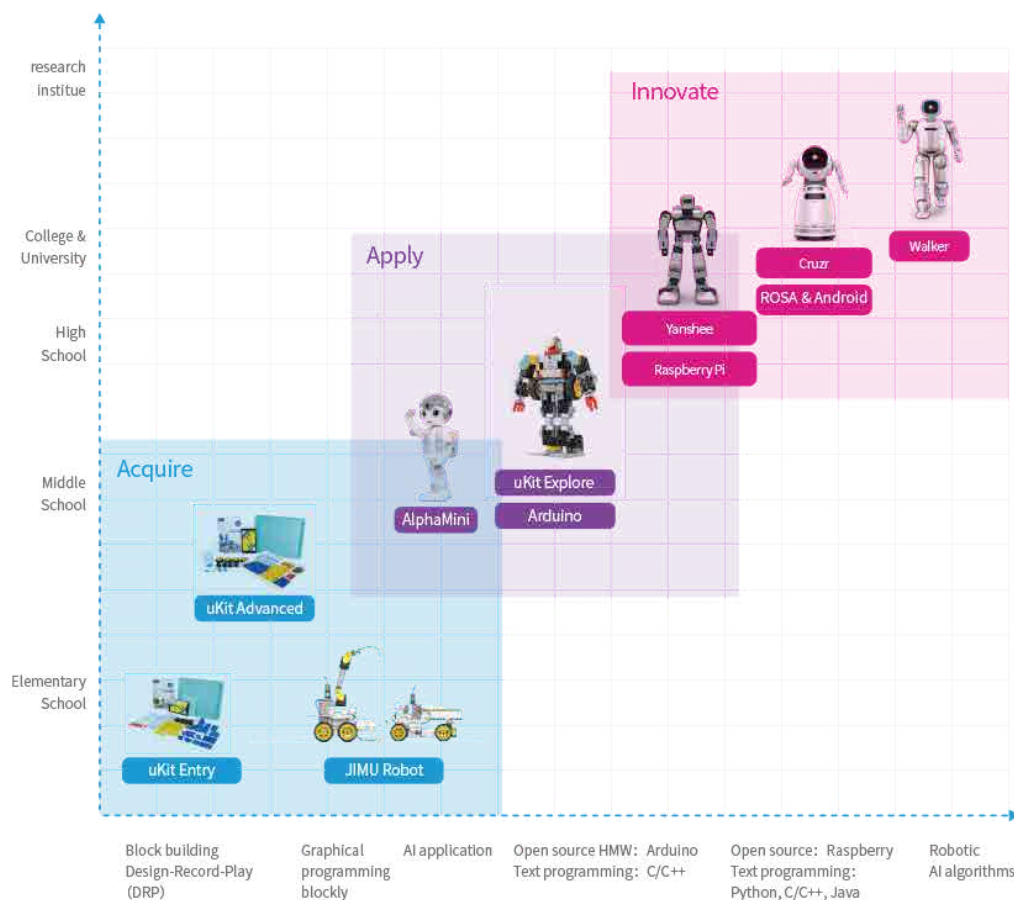 research
institue
Innovate
College &
University
Apply
Walker
Cruzr
ROSA & Android
High
School
Yanshee
Raspberry Pi
Acquire
Middle
School
uKit Explore
AlphaMini
Arduino
uKit Advanced
Elementary
School
uKit Entry
JIMU Robot
Block building
Design-Record-Play
(DRP)
Graphical
programming
blockly
AI application
Open source HMW: Arduino
Text programming: C/C++
Open source: Raspberry
Text programming:
Python, C/C++, Java
Robotic
AI algorithms